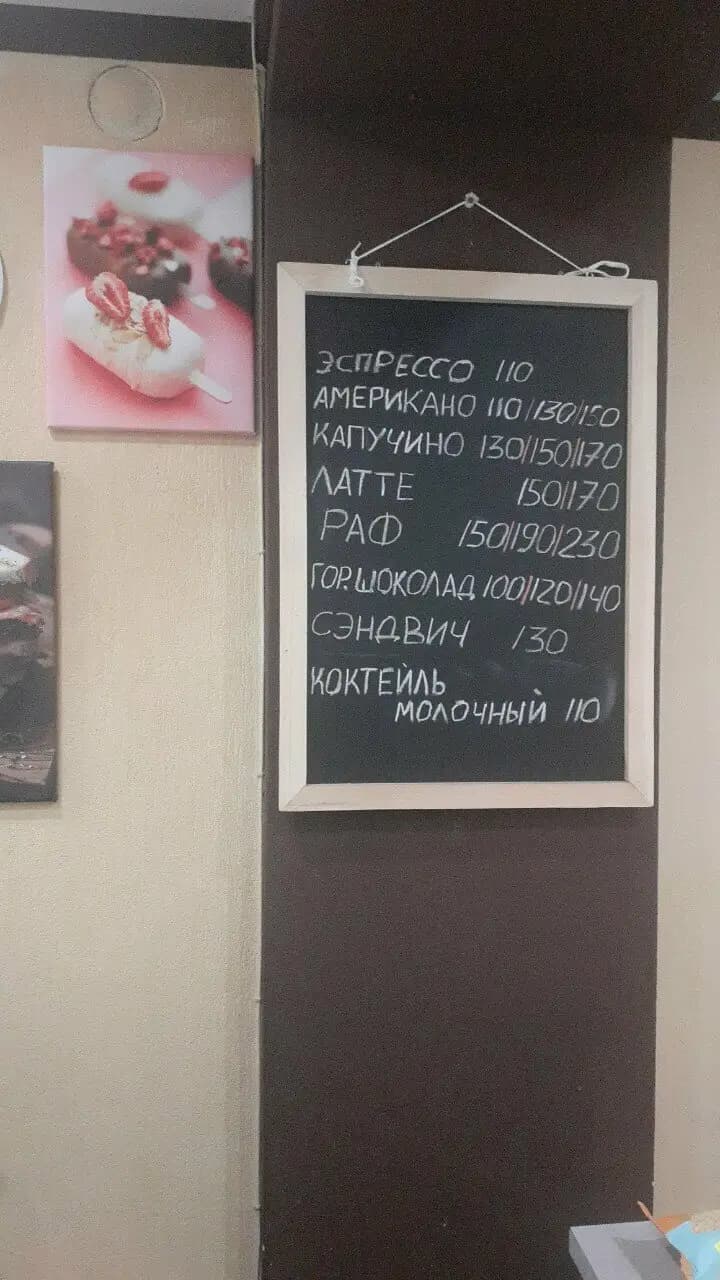 ЭСПРЕССО 110
АМЕРИКАНО 110/130/150
КАПУЧИНО 130/150/170
ЛАТТЕ 150/170
РАФ 150/190/230
ГОР.ШОКОЛАД 100/120/140
СЭНДВИЧ 130
КОКТЕЙЛЬ
МОЛОЧНЫЙ 110